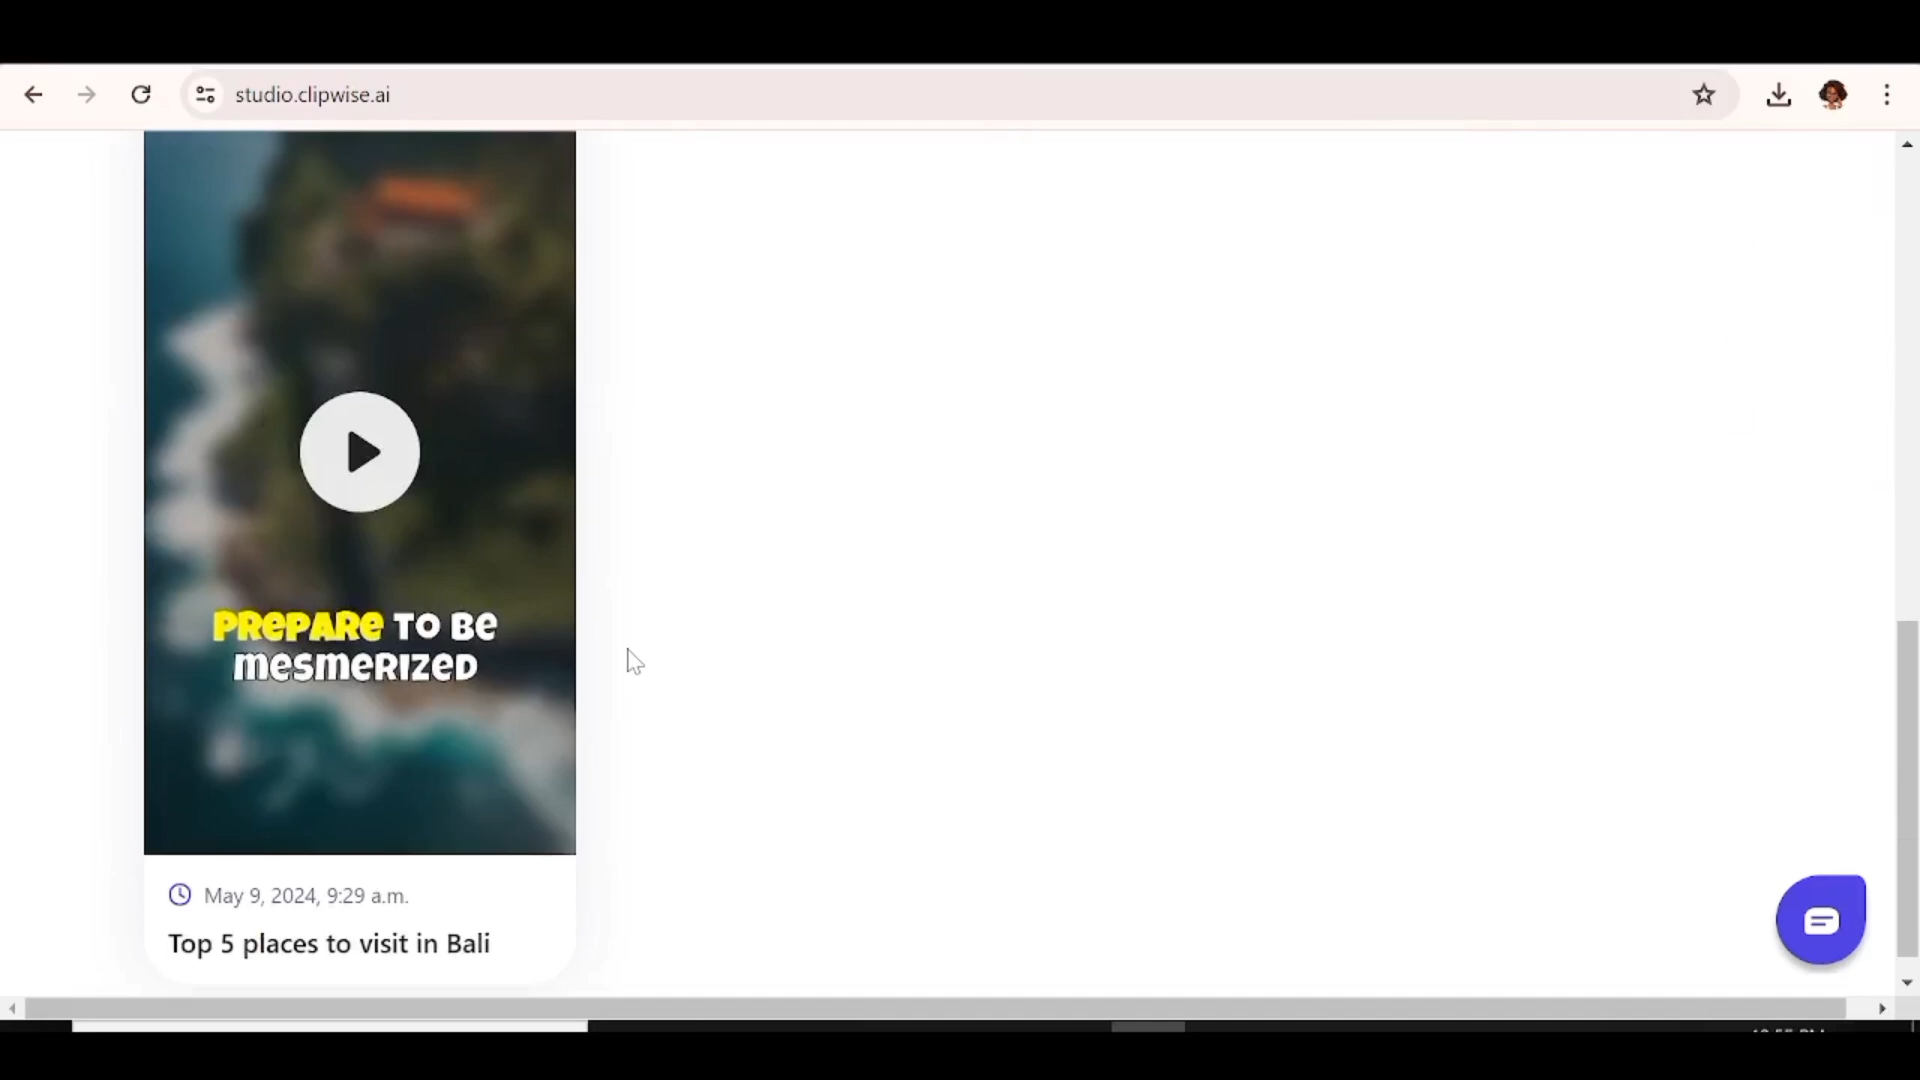 studio.clipwise.ai
PREPARE TO BE
MESMERIZED
May 9, 2024, 9:29 a.m.
Top 5 places to visit in Bali